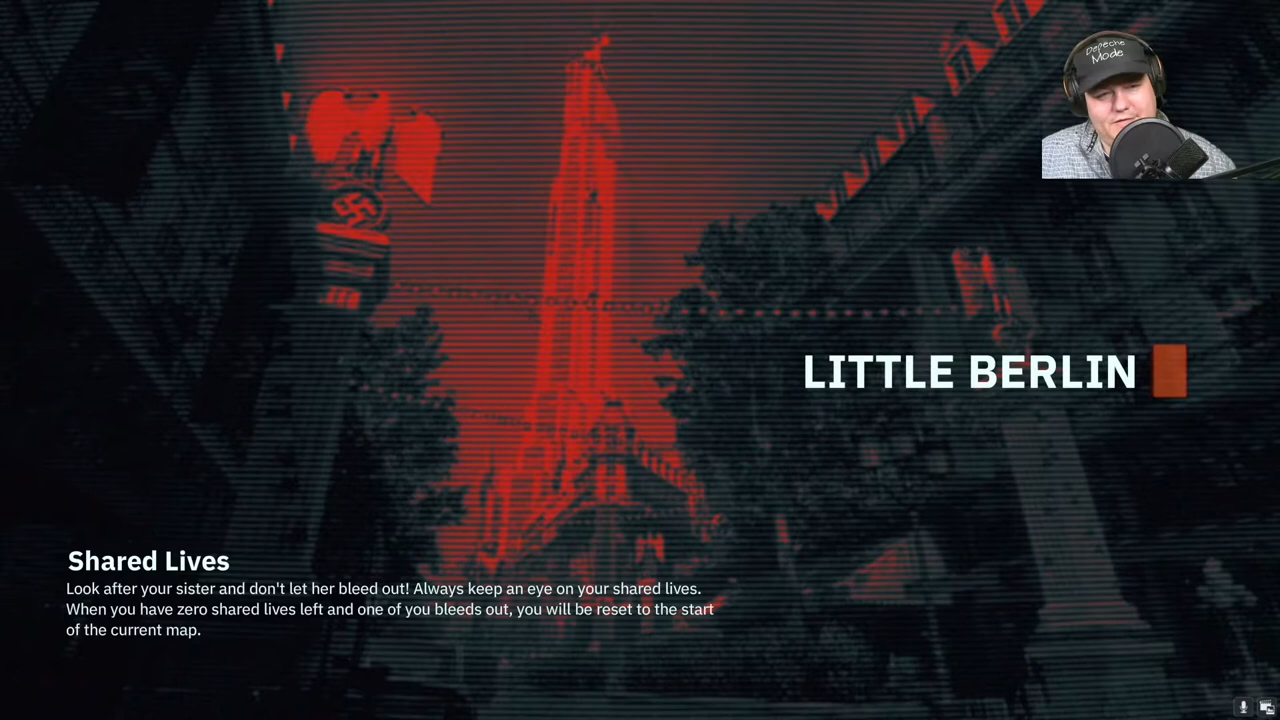 Depeche
Mode
LITTLE BERLIN
Shared Lives
Look after your sister and don't let her bleed out! Always keep an eye on your shared lives.
When you have zero shared lives left and one of you bleeds out, you will be reset to the start
of the current map.